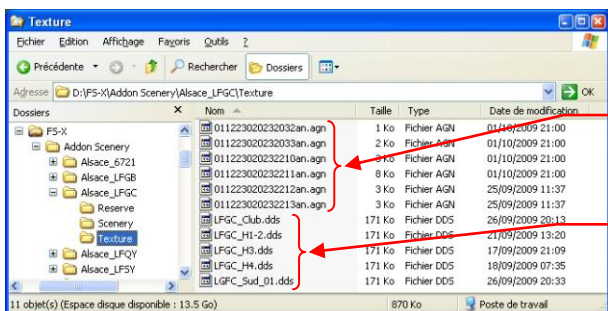 Texture
Fichier Edition Affichage Favoris Outils ?
Précédente Rechercher Dossiers
Adresse D:\FS-X\Addon Scenery\Alsace_LFGC\Texture OK
Dossiers × Nom Taille Type Date de modification
FS-X
Addon Scenery
Alsace_6721
Alsace_LFGB
Alsace_LFGC
Reserve
Scenery
Texture
Alsace_LFQY
Alsace_LFSY
011223020232032an.agn 1 Ko Fichier AGN 01/10/2009 21:00
011223020232033an.agn 2 Ko Fichier AGN 01/10/2009 21:00
011223020232210an.agn 3 Ko Fichier AGN 01/10/2009 21:00
011223020232211an.agn 8 Ko Fichier AGN 01/10/2009 21:00
011223020232212an.agn 3 Ko Fichier AGN 25/09/2009 11:37
011223020232213an.agn 3 Ko Fichier AGN 25/09/2009 11:37
LFGC_Club.dds 171 Ko Fichier DDS 26/09/2009 20:13
LFGC_H1-2.dds 171 Ko Fichier DDS 21/09/2009 13:20
LFGC_H3.dds 171 Ko Fichier DDS 17/09/2009 21:09
LFGC_H4.dds 171 Ko Fichier DDS 18/09/2009 07:35
LGFC_Sud_01.dds 171 Ko Fichier DDS 26/09/2009 20:33
11 objet(s) (Espace disque disponible : 13.5 Go) 870 Ko Poste de travail